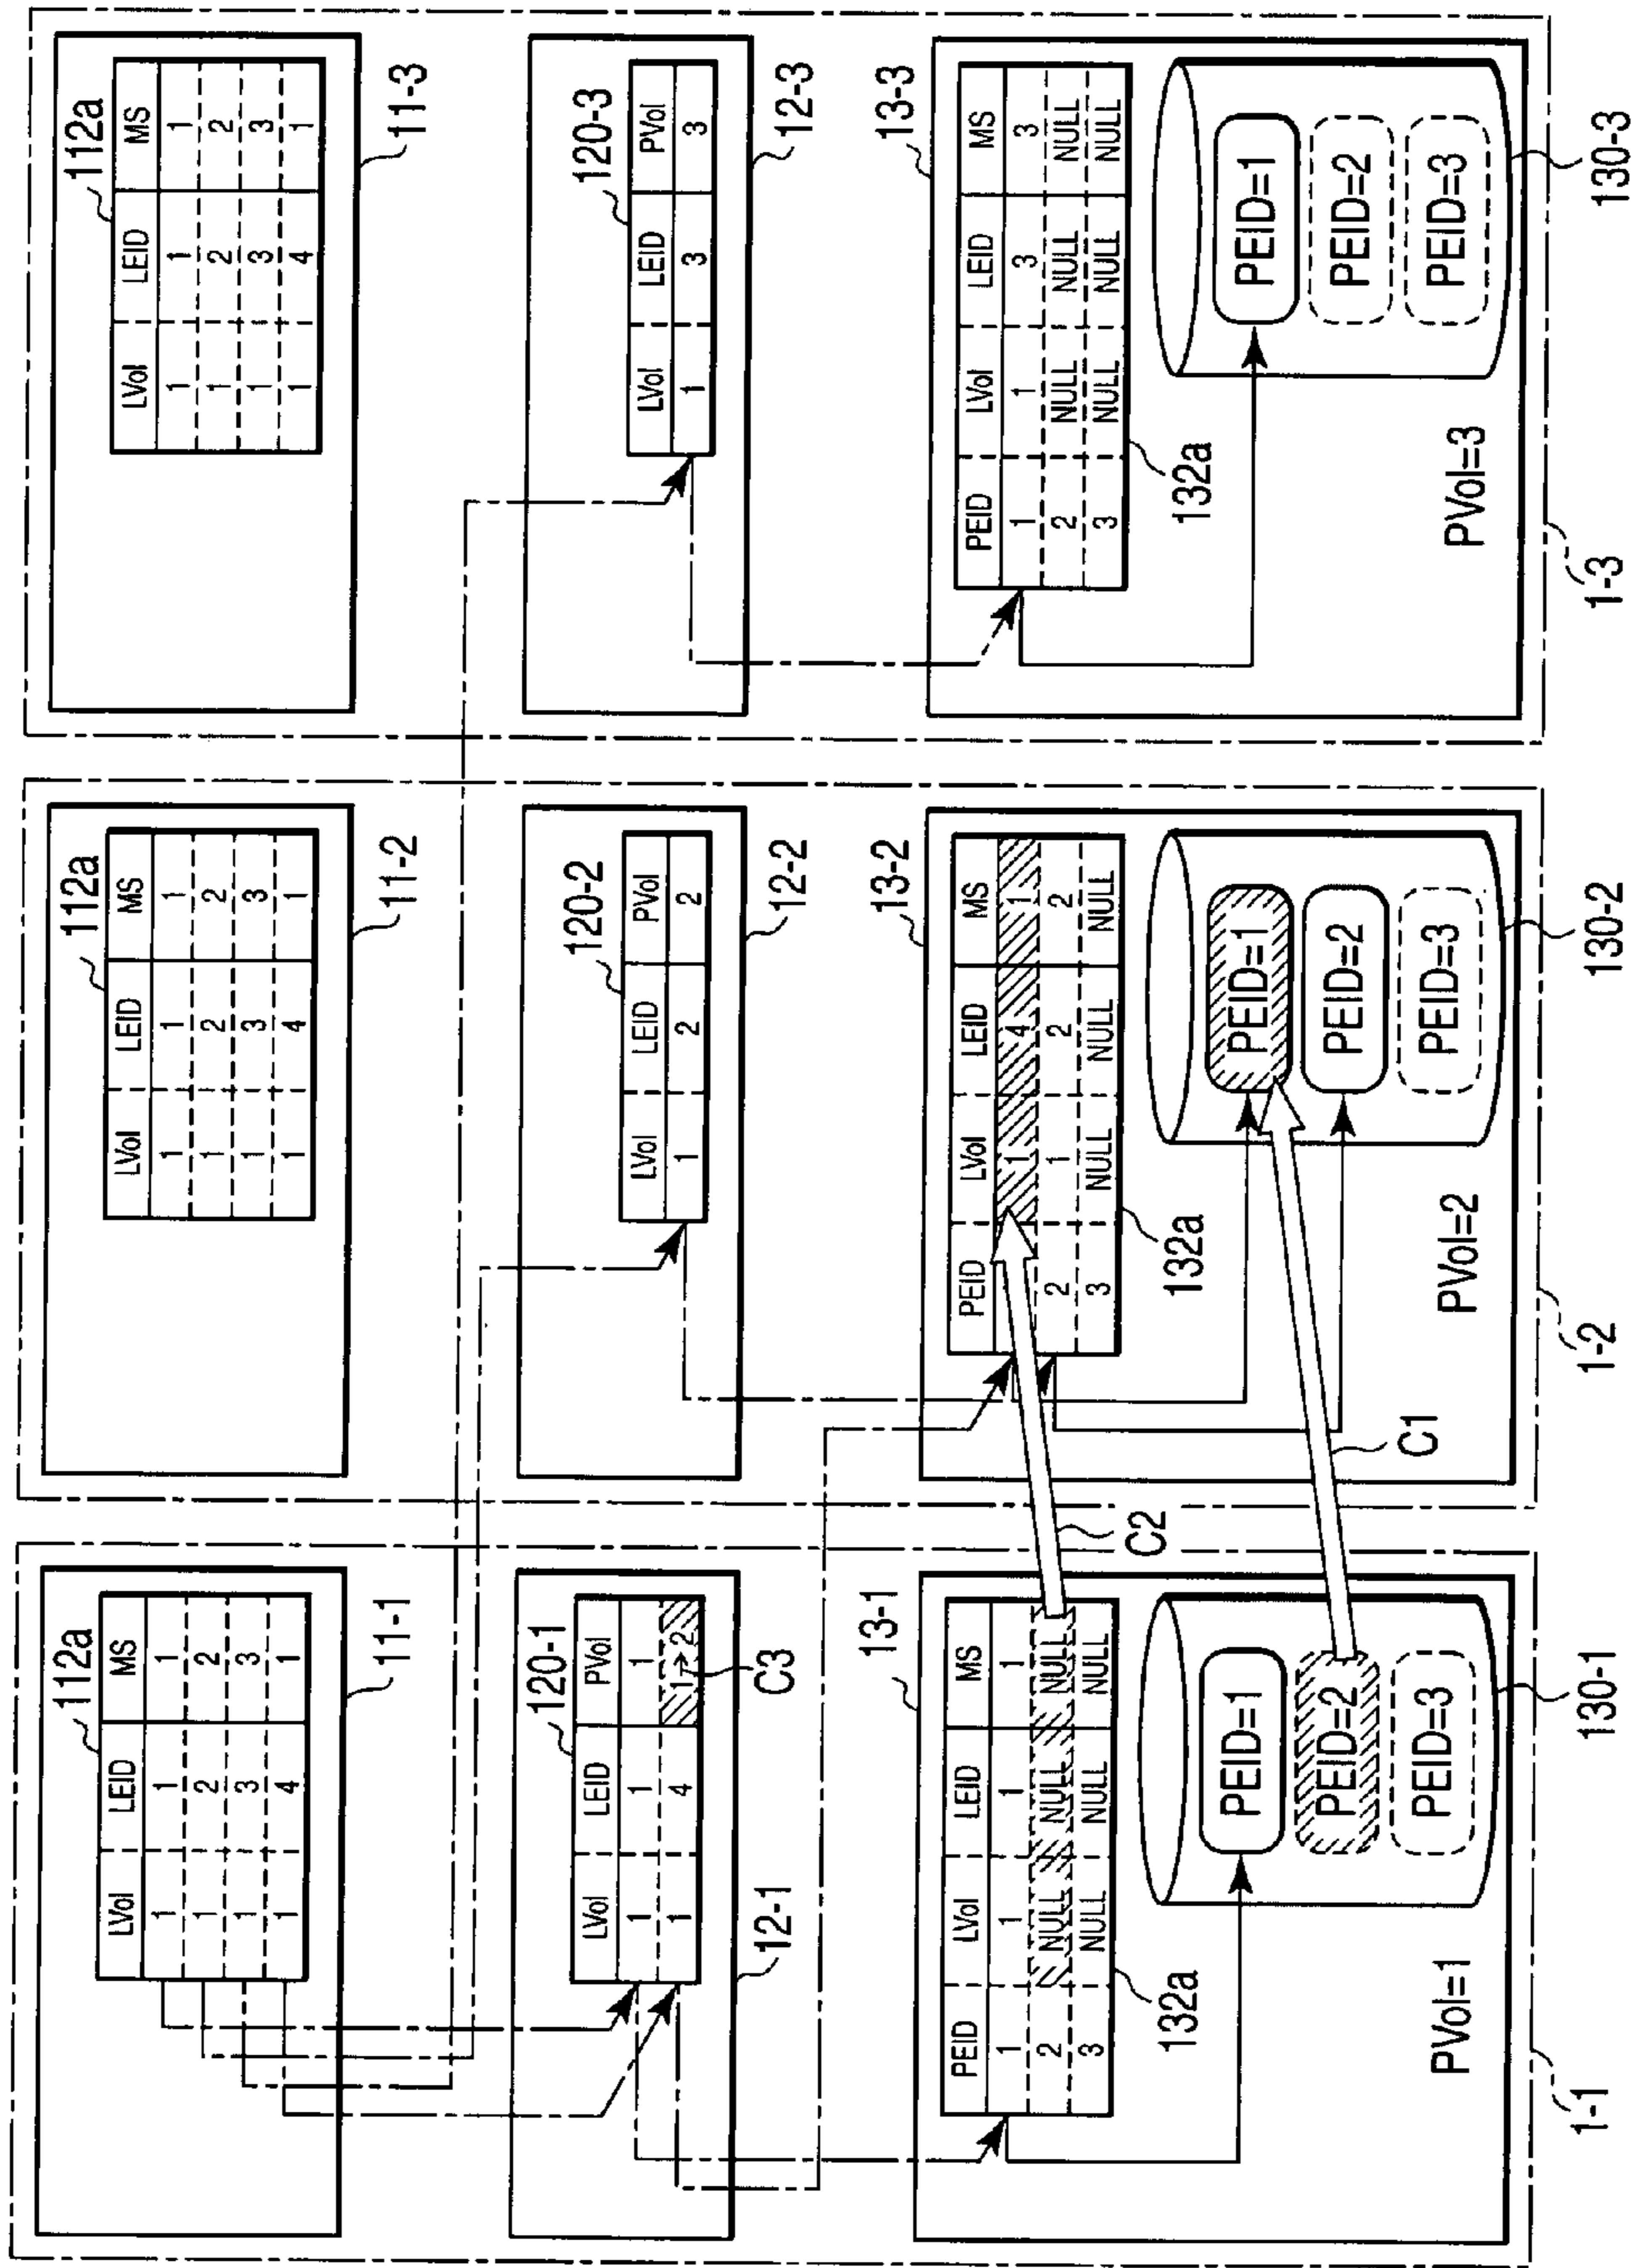 112a
LVol LEID MS
1 1 1
1 2 2
1 3 3
1 4 1
11-1
120-1
LVol LEID PVol
1 1 1
1 4 1→2
C3
12-1
13-1
PEID LVol LEID MS
1 1 1 1
2 NULL NULL NULL
3 NULL NULL NULL
132a
PEID=1
PEID=2
PEID=3
PVol=1
130-1
1-1
C2
C1
112a
LVol LEID MS
1 1 1
1 2 2
1 3 3
1 4 1
11-2
120-2
LVol LEID PVol
1 2 2
12-2
13-2
PEID LVol LEID MS
1 4 1
2 1 2 2
3 NULL NULL NULL
132a
PEID=1
PEID=2
PEID=3
PVol=2
130-2
1-2
112a
LVol LEID MS
1 1 1
1 2 2
1 3 3
1 4 1
11-3
120-3
LVol LEID PVol
1 3 3
12-3
13-3
PEID LVol LEID MS
1 1 3 3
2 NULL NULL NULL
3 NULL NULL NULL
132a
PEID=1
PEID=2
PEID=3
PVol=3
130-3
1-3